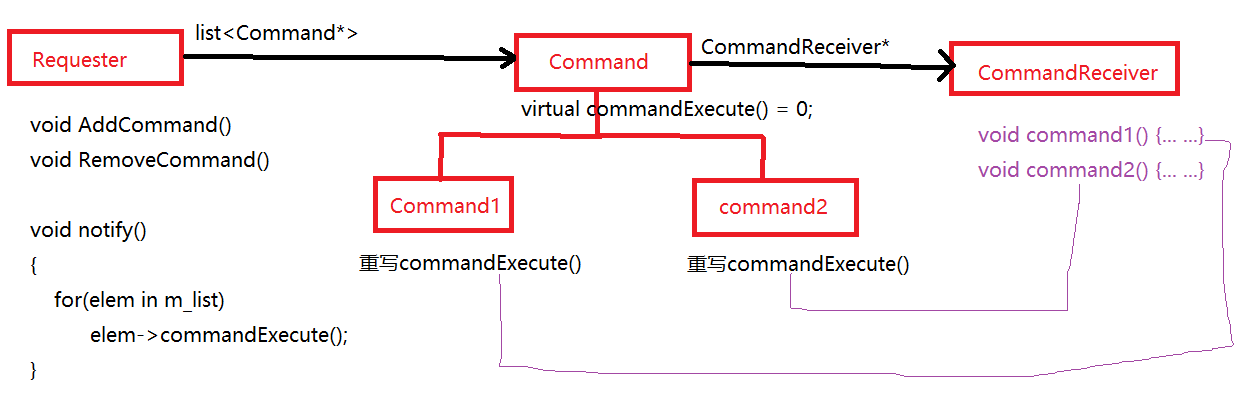 list<Command*>
Requester
Command
CommandReceiver*
CommandReceiver
virtual commandExecute() = 0;
void AddCommand()
void RemoveCommand()
void command1() {... ...}
void command2() {... ...}
Command1
command2
重写commandExecute()
重写commandExecute()
void notify()
{
for(elem in m_list)
elem->commandExecute();
}